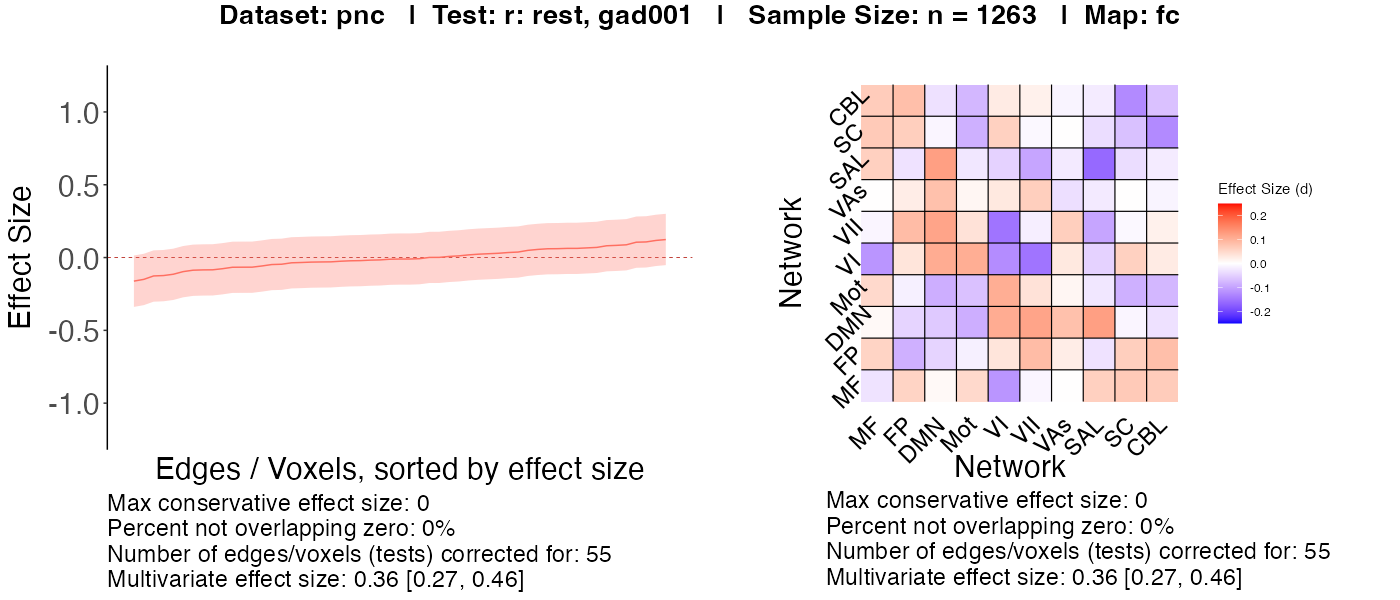 Dataset: pnc | Test: r: rest, gad001 | Sample Size: n = 1263 | Map: fc
Effect Size
1.0
0.5
0.0
-0.5
-1.0
Edges / Voxels, sorted by effect size
Max conservative effect size: 0
Percent not overlapping zero: 0%
Number of edges/voxels (tests) corrected for: 55
Multivariate effect size: 0.36 [0.27, 0.46]
Network
CBL
SC
SAL
VAs
VII
VI
Mot
DMN
FP
MF
MF FP DMN Mot VI VII VAs SAL SC CBL
Network
Effect Size (d)
0.2
0.1
0.0
-0.1
-0.2
Max conservative effect size: 0
Percent not overlapping zero: 0%
Number of edges/voxels (tests) corrected for: 55
Multivariate effect size: 0.36 [0.27, 0.46]